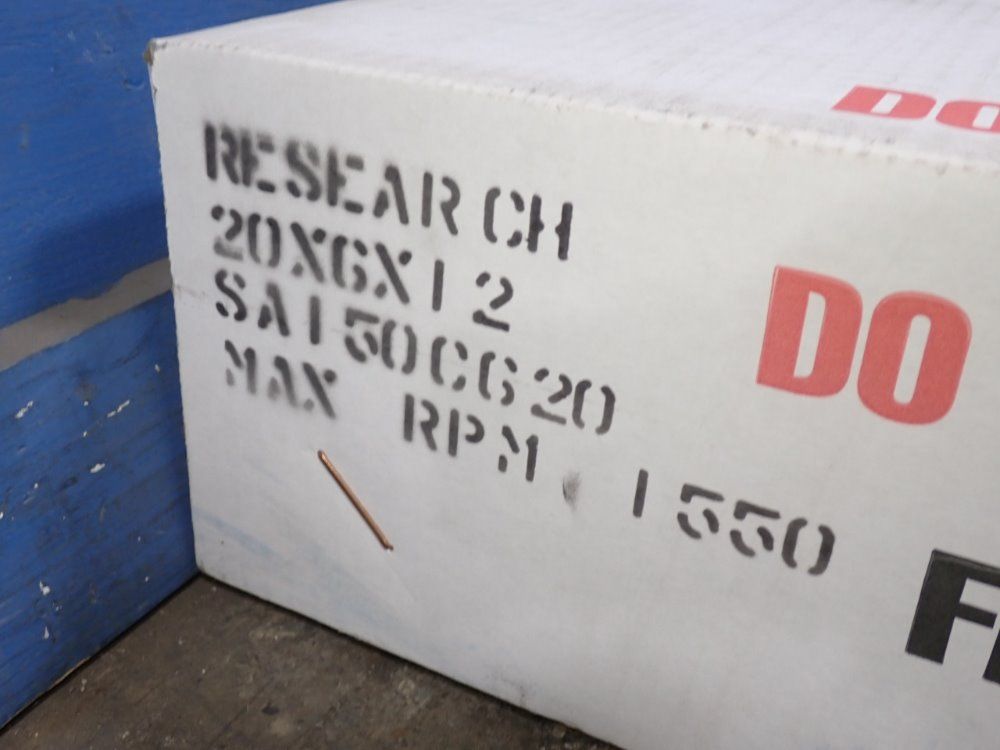 DO
RESEARCH
20X6X12
SA150CG20
MAX RPM. 1550
DO